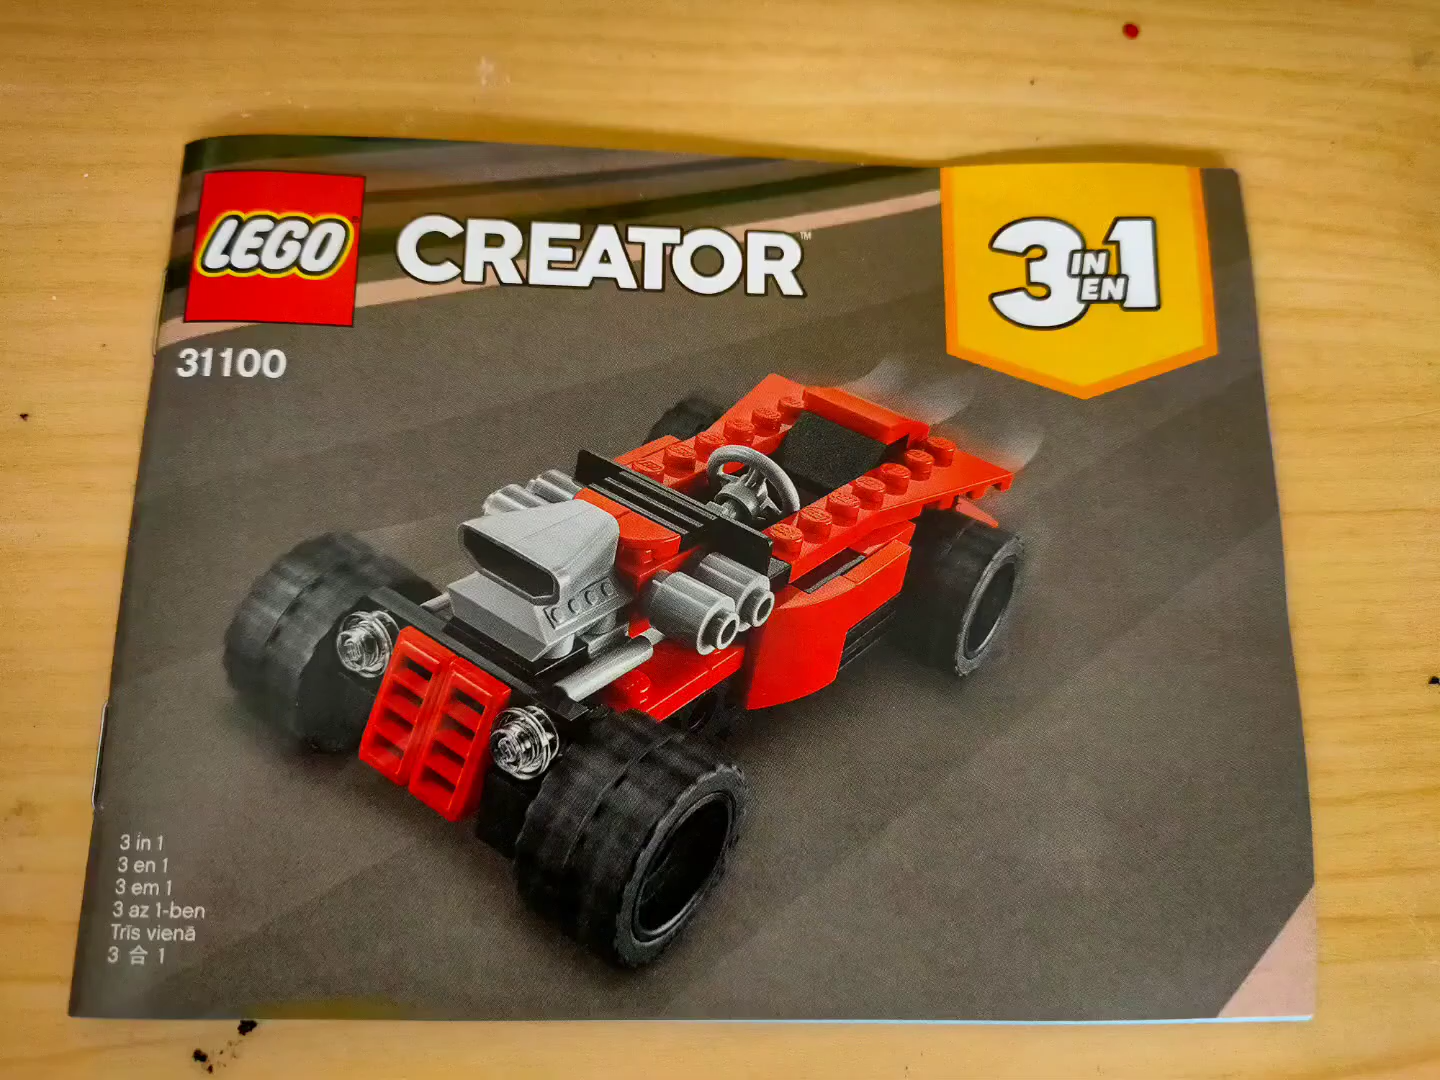 LEGO
CREATOR™
3 IN EN 1
31100
3 in 1
3 en 1
3 em 1
3 az 1-ben
Trīs vienā
3 合 1